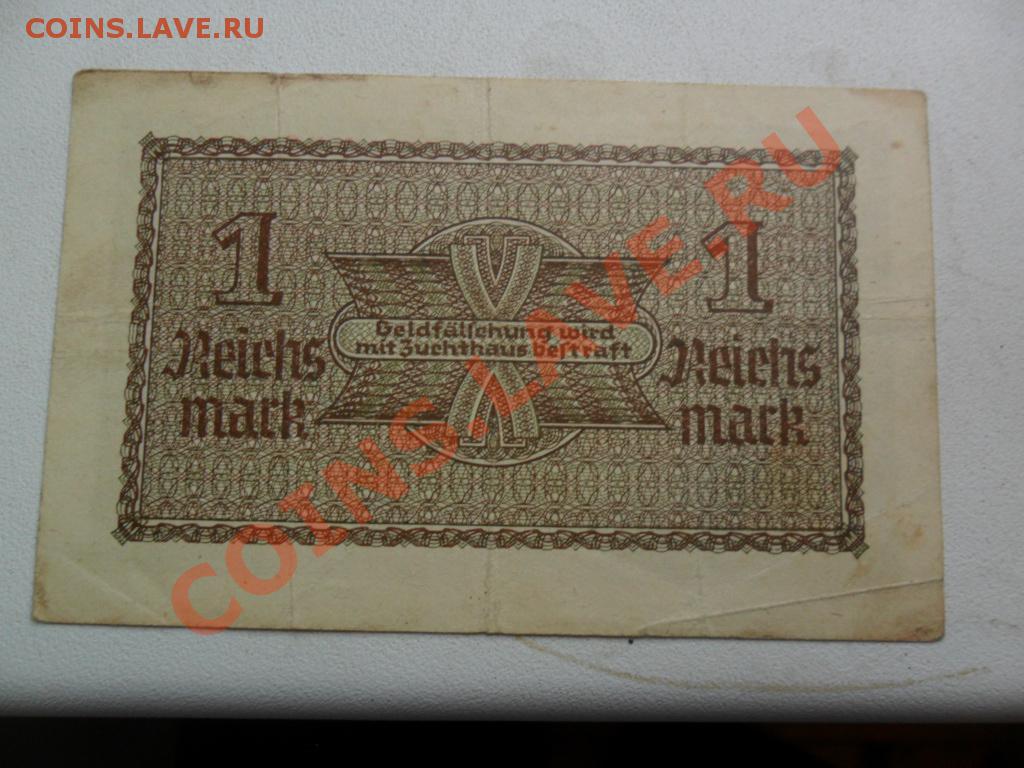 COINS.LAVE.RU
1
1
Geldfälschung wird
mit Zuchthaus bestraft
Reichs
mark
Reichs
mark
COINS.LAVE.RU